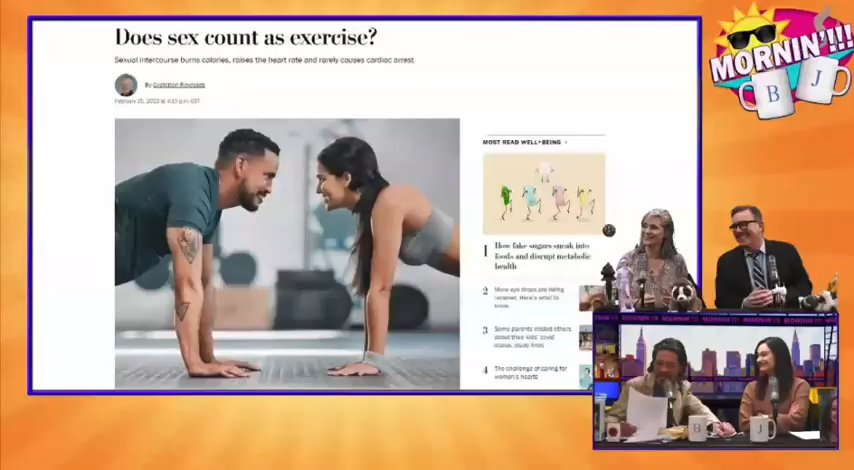 Does sex count as exercise?
Sexual intercourse burns calories, raises the heart rate and rarely causes cardiac arrest
By Gretchen Reynolds
MORNIN'!!!
B J
MOST READ WELL+BEING
1 How fake sugars sneak into
foods and disrupt metabolic
health
2 More eye drops are being
recalled. Here's what to
know.
3 Some parents misled others
about their kids' covid
status, study finds
4 The challenge of caring for
women's hearts
B J